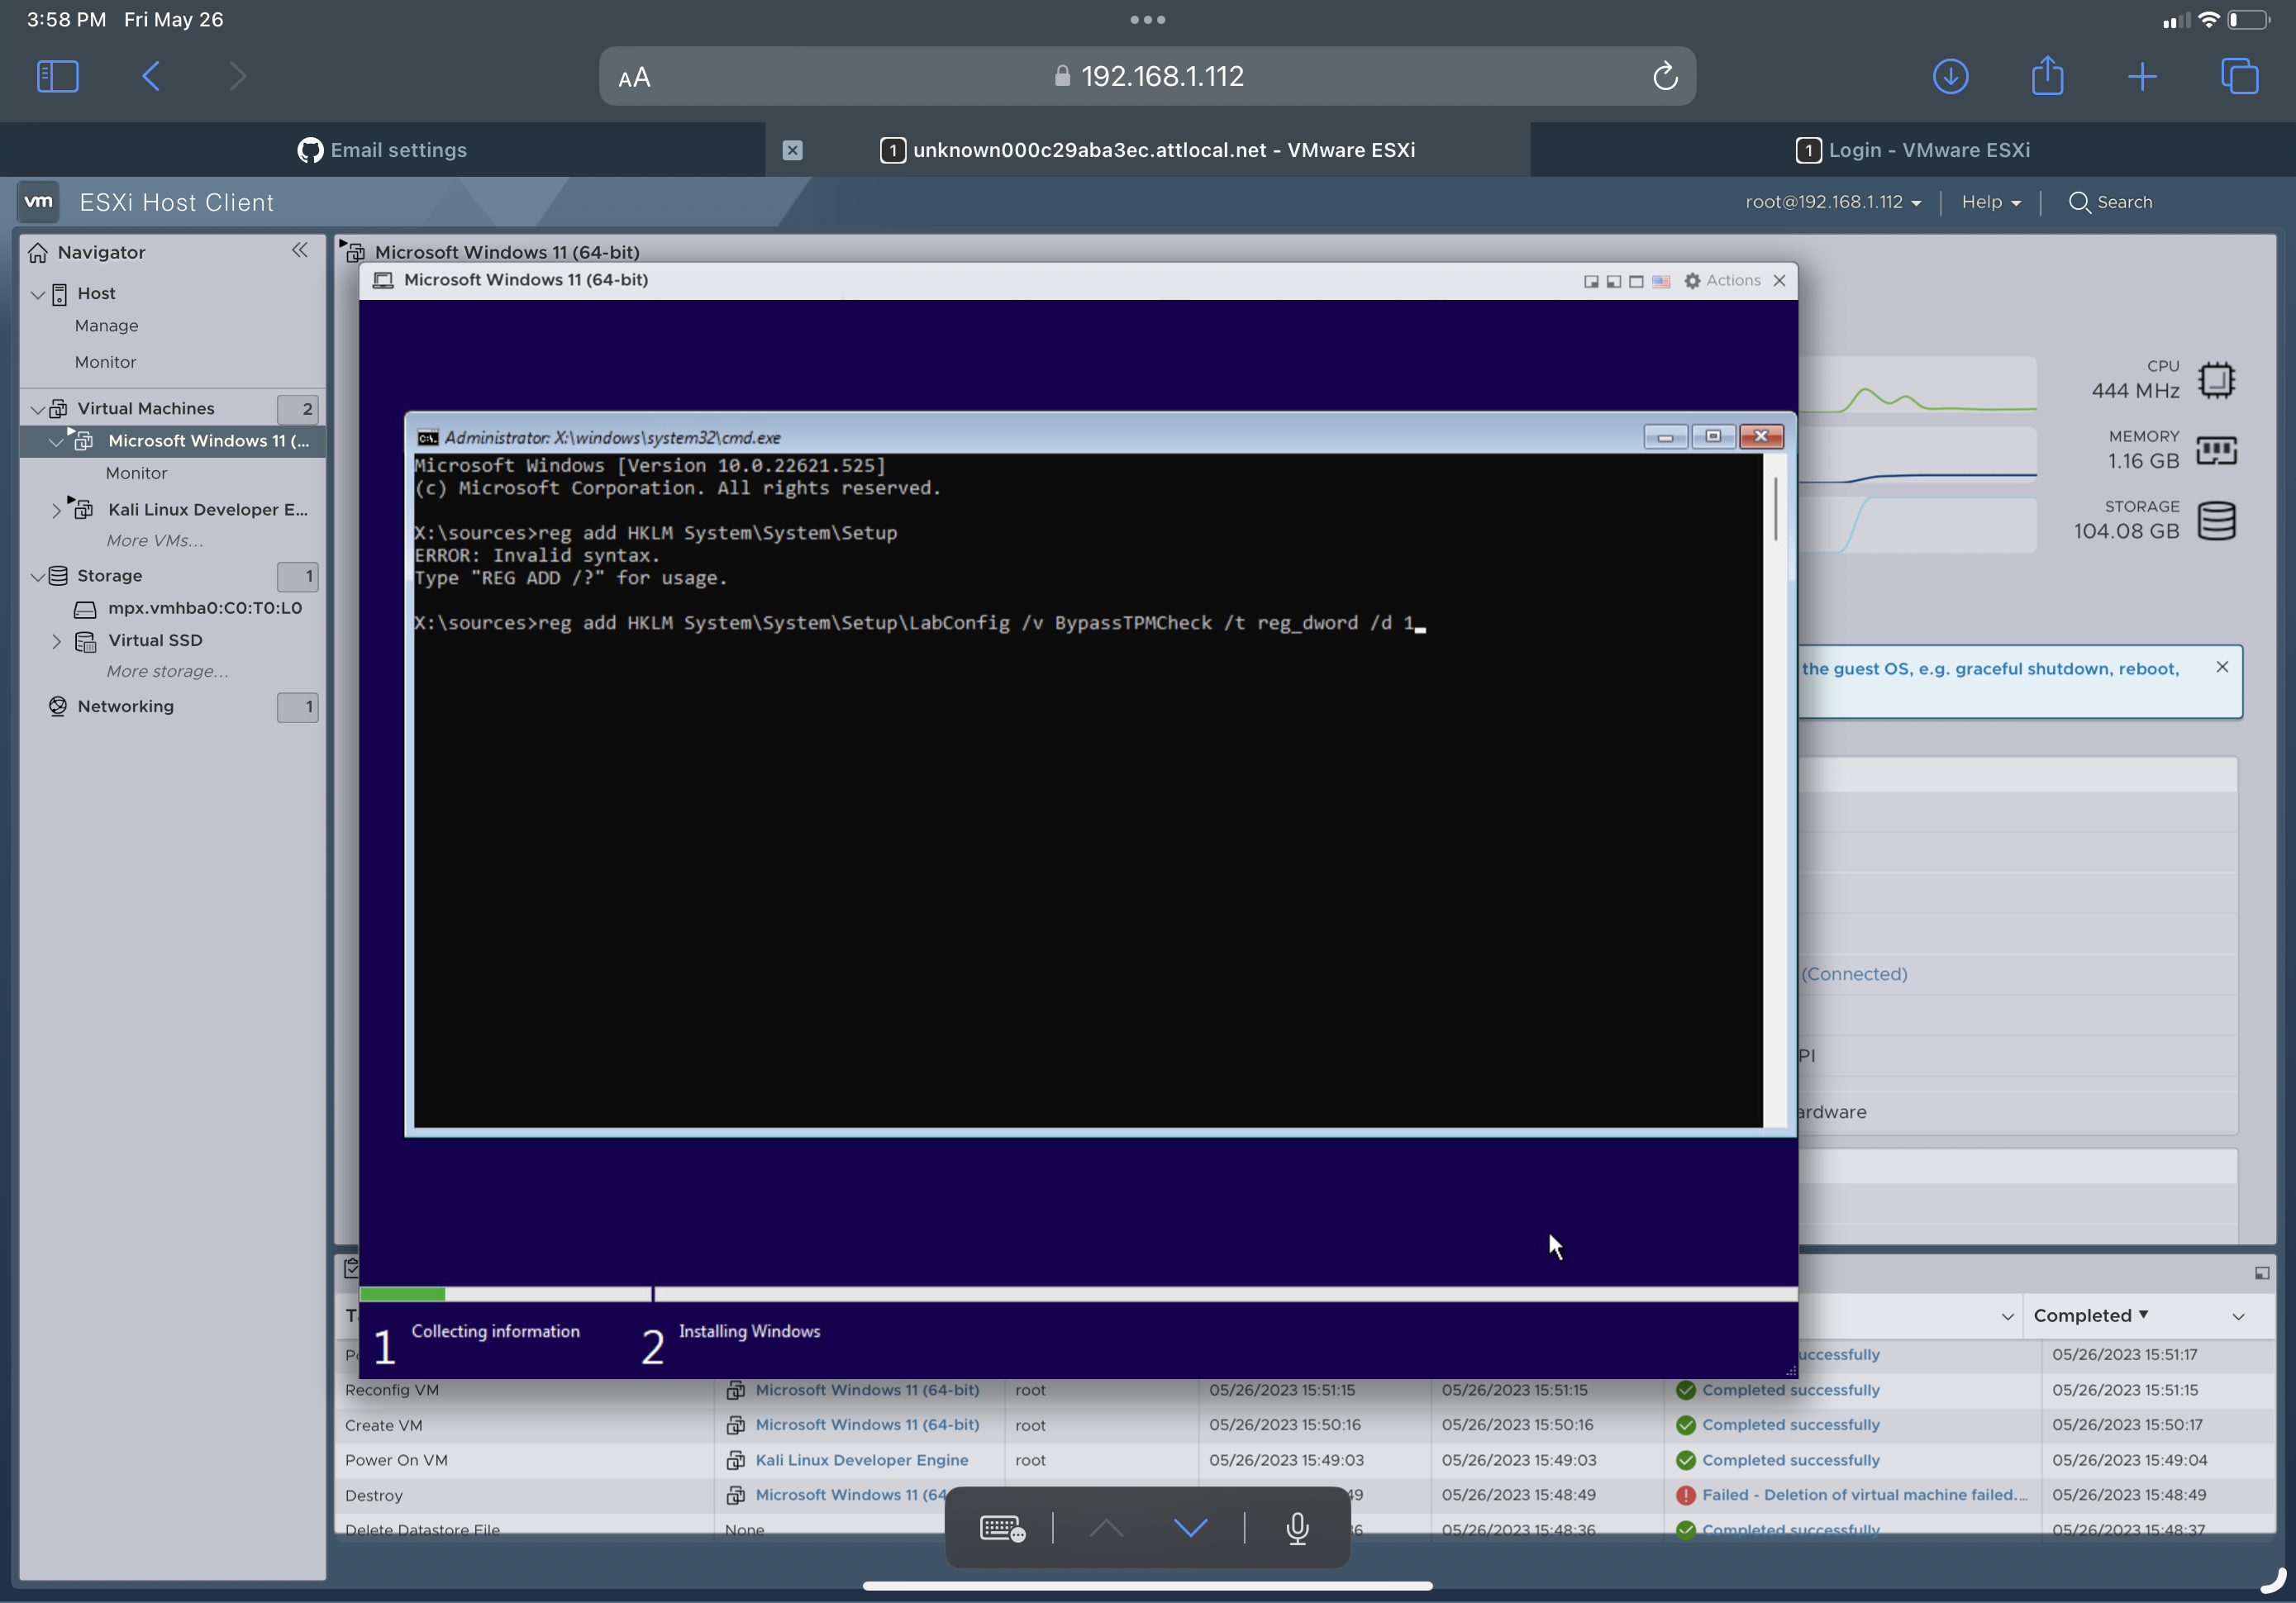 3:58 PM Fri May 26
AA
192.168.1.112
Email settings
unknown000c29aba3ec.attlocal.net - VMware ESXi
Login - VMware ESXi
vm ESXi Host Client
root@192.168.1.112
Help
Search
Navigator
Host
Manage
Monitor
Virtual Machines 2
Microsoft Windows 11 (...
Monitor
Kali Linux Developer E...
More VMs...
Storage 1
mpx.vmhba0:C0:T0:L0
Virtual SSD
More storage...
Networking 1
Microsoft Windows 11 (64-bit)
Microsoft Windows 11 (64-bit)
Actions
Administrator: X:\windows\system32\cmd.exe
Microsoft Windows [Version 10.0.22621.525]
(c) Microsoft Corporation. All rights reserved.
X:\sources>reg add HKLM System\System\Setup
ERROR: Invalid syntax.
Type "REG ADD /?" for usage.
X:\sources>reg add HKLM System\System\Setup\LabConfig /v BypassTPMCheck /t reg_dword /d 1
1 Collecting information
2 Installing Windows
CPU
444 MHz
MEMORY
1.16 GB
STORAGE
104.08 GB
the guest OS, e.g. graceful shutdown, reboot,
(Connected)
PI
ardware
Completed
uccessfully 05/26/2023 15:51:17
Reconfig VM Microsoft Windows 11 (64-bit) root 05/26/2023 15:51:15 05/26/2023 15:51:15 Completed successfully 05/26/2023 15:51:15
Create VM Microsoft Windows 11 (64-bit) root 05/26/2023 15:50:16 05/26/2023 15:50:16 Completed successfully 05/26/2023 15:50:17
Power On VM Kali Linux Developer Engine root 05/26/2023 15:49:03 05/26/2023 15:49:03 Completed successfully 05/26/2023 15:49:04
Destroy Microsoft Windows 11 (64 49 05/26/2023 15:48:49 Failed - Deletion of virtual machine failed.... 05/26/2023 15:48:49
Delete Datastore File None 36 05/26/2023 15:48:36 Completed successfully 05/26/2023 15:48:37